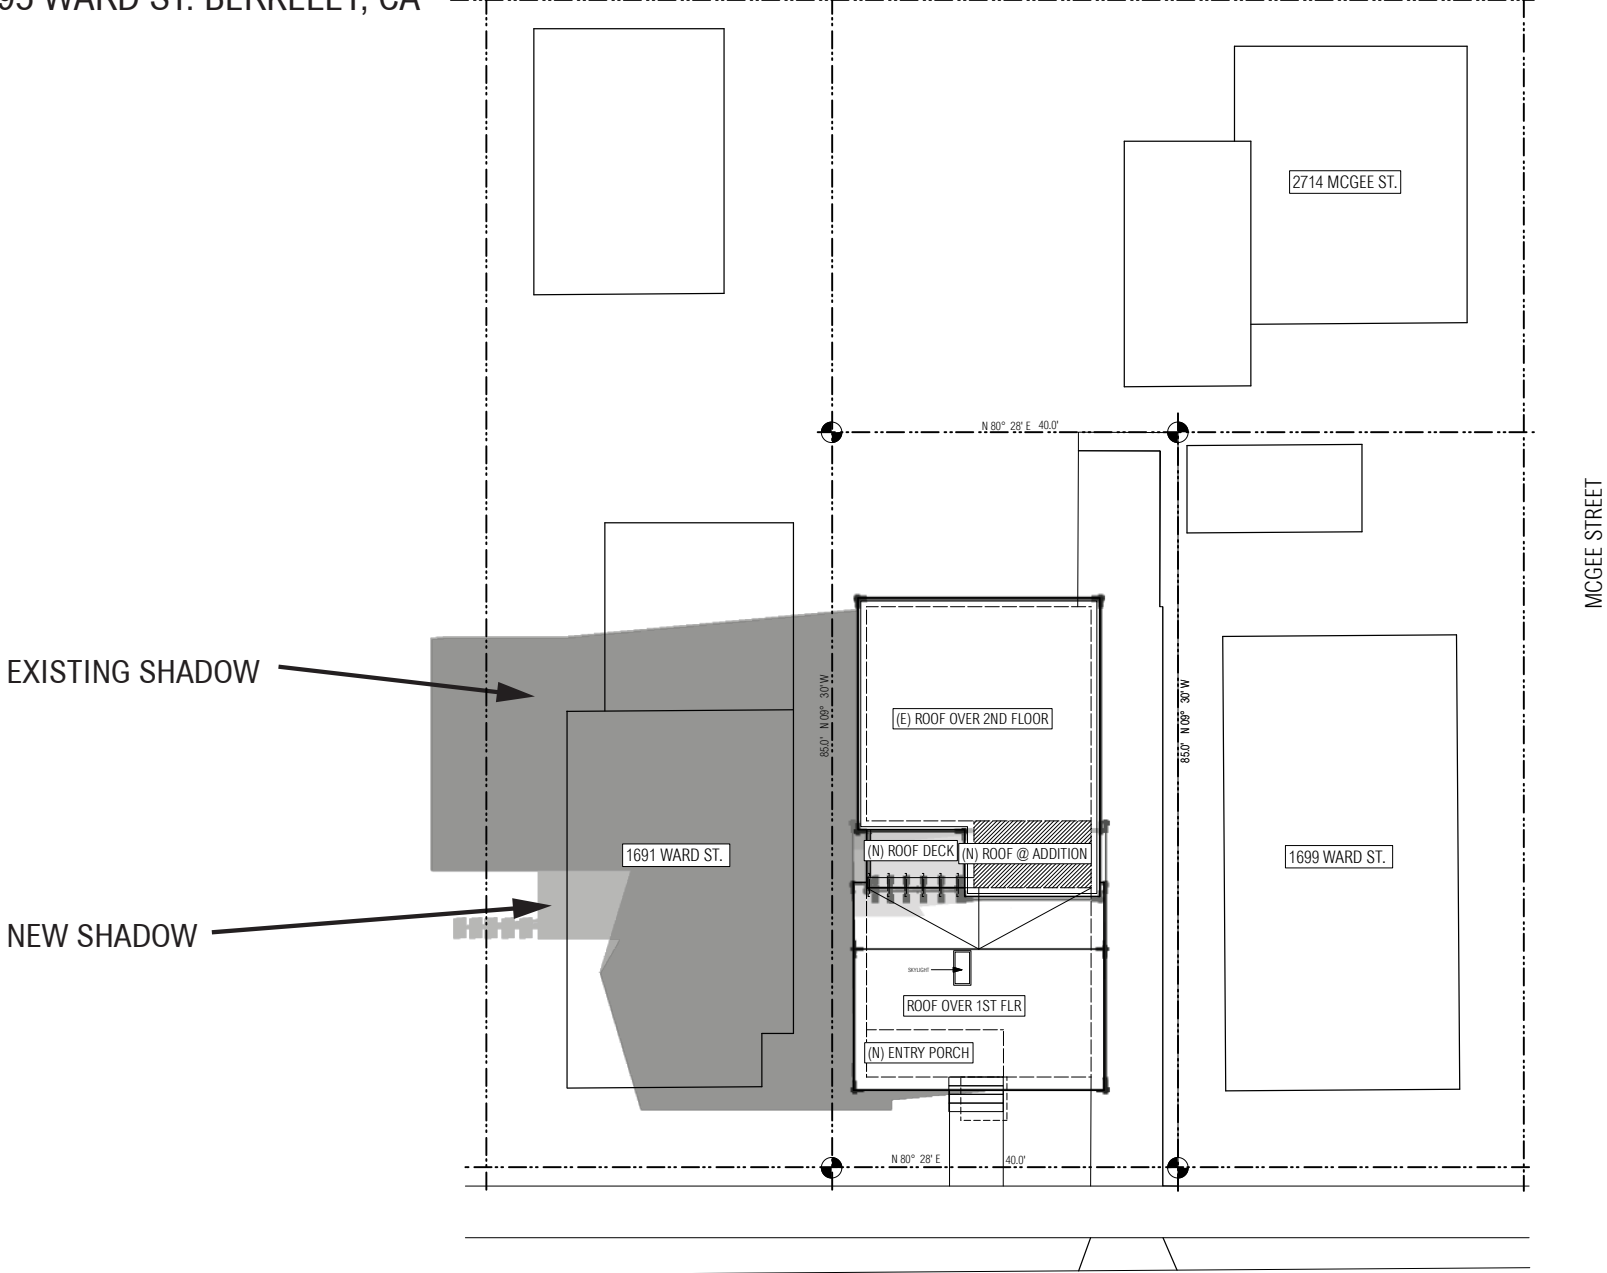 95 WARD ST. BERKELEY, CA
2714 MCGEE ST.
N 80° 28' E 40.0'
MCGEE STREET
EXISTING SHADOW
85.0' N 09° 30' W
85.0' N 09° 30' W
(E) ROOF OVER 2ND FLOOR
1691 WARD ST.
(N) ROOF DECK
(N) ROOF @ ADDITION
1699 WARD ST.
NEW SHADOW
SKYLIGHT
ROOF OVER 1ST FLR
(N) ENTRY PORCH
N 80° 28' E 40.0'